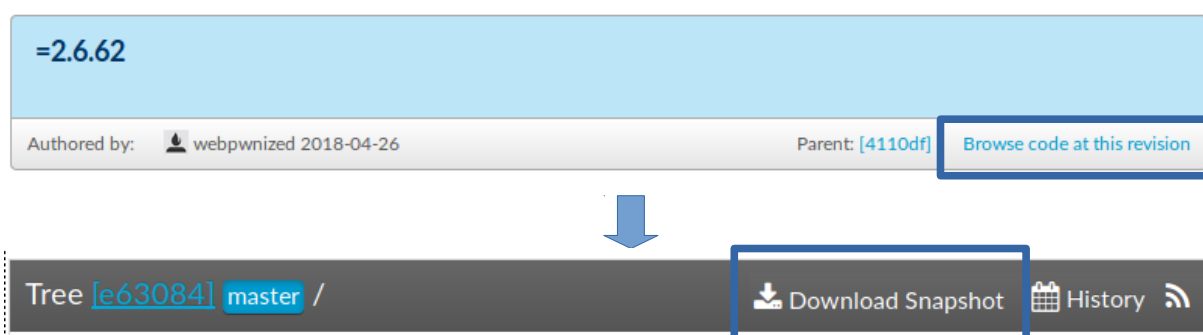 =2.6.62
Authored by: webpwnized 2018-04-26 Parent: [4110df] Browse code at this revision
Tree [e63084] master / Download Snapshot History